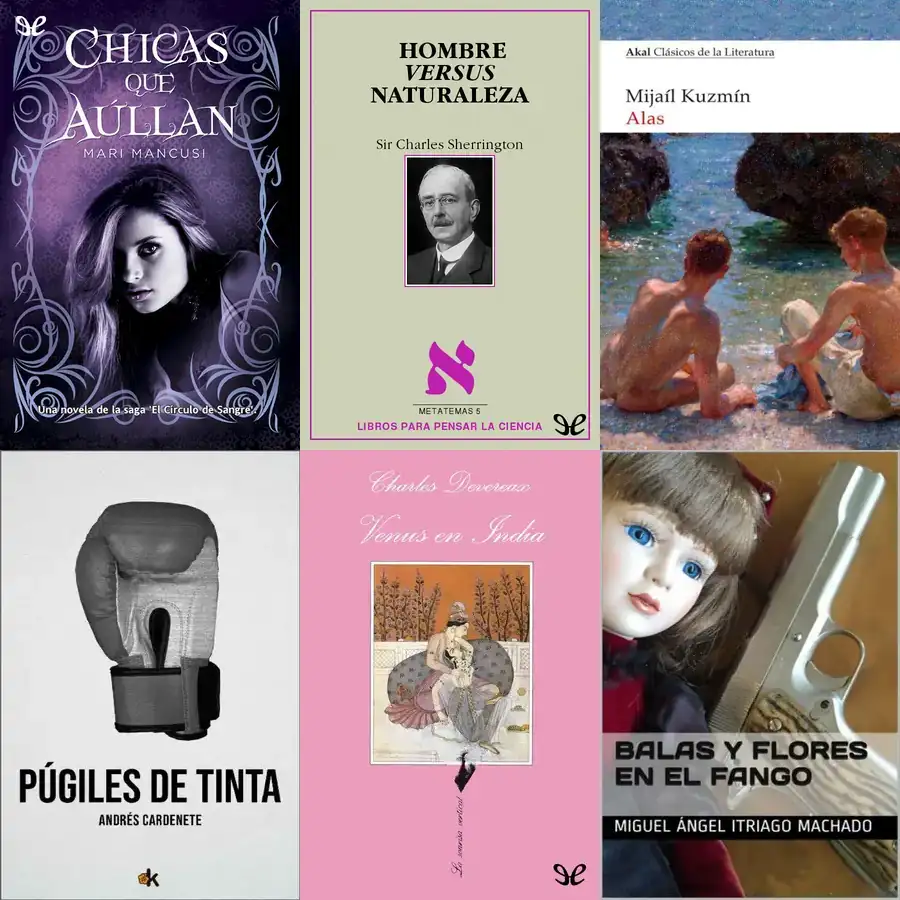 CHICAS
QUE
AÚLLAN
MARI MANCUSI
Una novela de la saga 'El Círculo de Sangre'.
HOMBRE
VERSUS
NATURALEZA
Sir Charles Sherrington
METATEMAS 5
LIBROS PARA PENSAR LA CIENCIA
Akal Clásicos de la Literatura
Mijaíl Kuzmín
Alas
PÚGILES DE TINTA
ANDRÉS CARDENETE
k
Charles Devereax
Venus en India
La sonrisa vertical
BALAS Y FLORES
EN EL FANGO
MIGUEL ÁNGEL ITRIAGO MACHADO